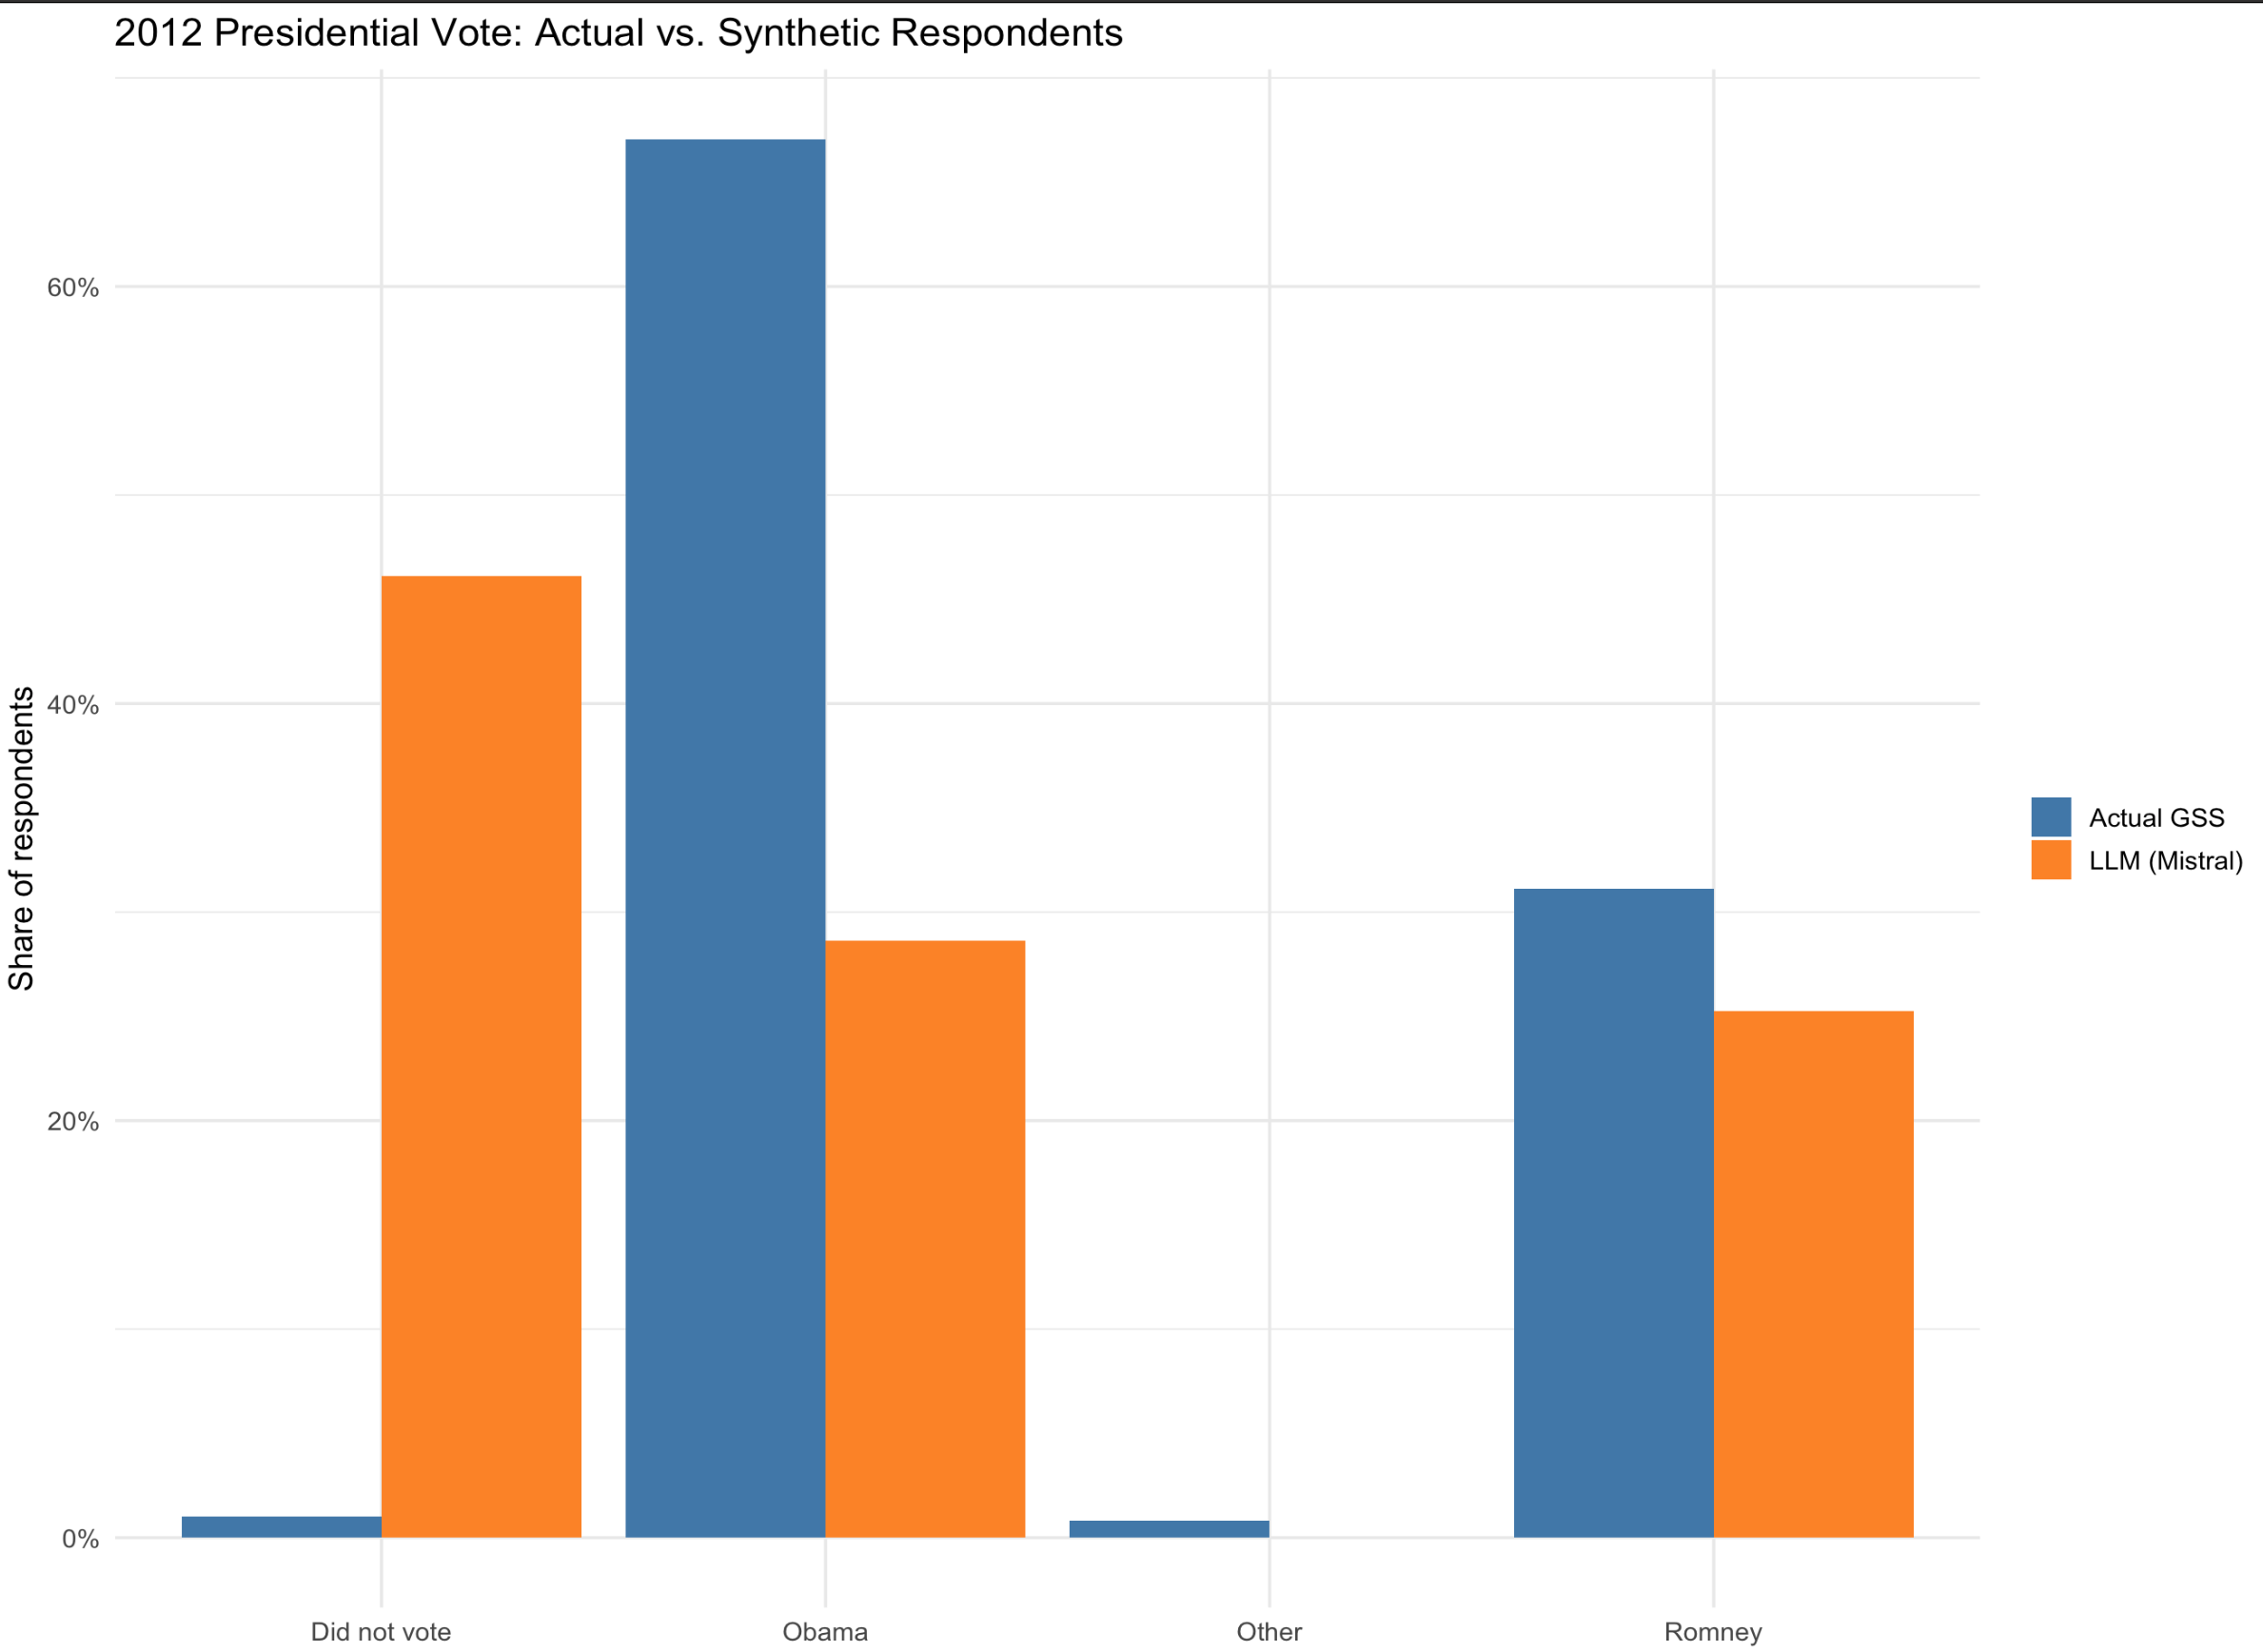 2012 Presidential Vote: Actual vs. Synthetic Respondents
Share of respondents
60%
40%
20%
0%
Did not vote
Obama
Other
Romney
Actual GSS
LLM (Mistral)